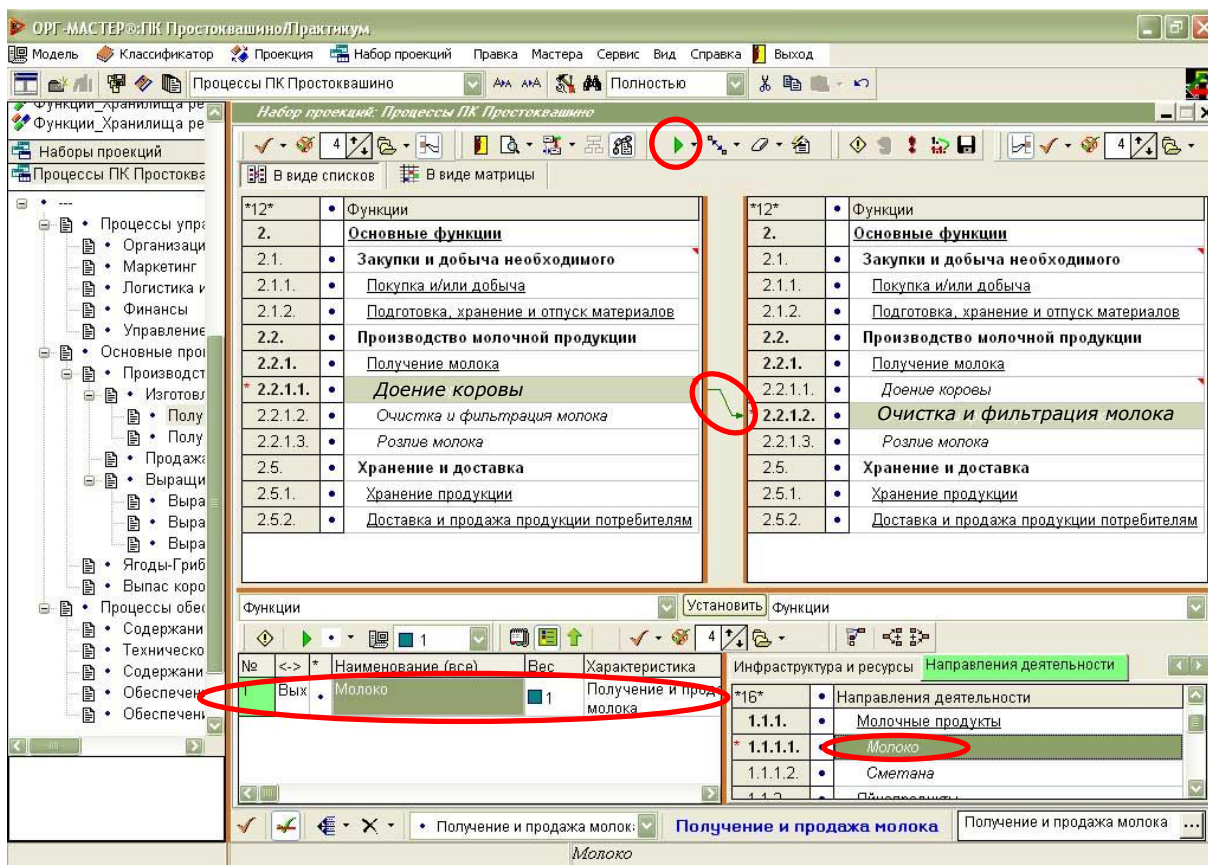 ОРГ-МАСТЕР®:ПК Простоквашино/Практикум
Модель Классификатор Проекция Набор проекций Правка Мастера Сервис Вид Справка Выход
Процессы ПК Простоквашино Полностью
Функции_Хранилища ре
Функции_Хранилища ре
Наборы проекций
Процессы ПК Простоква
---
Процессы упра
Организаци
Маркетинг
Логистика и
Финансы
Управление
Основные про
Производст
Изготовл
Полу
Полу
Продажа
Выращи
Выра
Выра
Выра
Ягоды-Гриб
Выпас коро
Процессы обес
Содержани
Техническо
Содержани
Обеспечен
Обеспечен
Набор проекций: Процессы ПК Простоквашино
4
4
В виде списков В виде матрицы
*12* Функции
2. Основные функции
2.1. Закупки и добыча необходимого
2.1.1. Покупка и/или добыча
2.1.2. Подготовка, хранение и отпуск материалов
2.2. Производство молочной продукции
2.2.1. Получение молока
* 2.2.1.1. Доение коровы
2.2.1.2. Очистка и фильтрация молока
2.2.1.3. Розлив молока
2.5. Хранение и доставка
2.5.1. Хранение продукции
2.5.2. Доставка и продажа продукции потребителям
*12* Функции
2. Основные функции
2.1. Закупки и добыча необходимого
2.1.1. Покупка и/или добыча
2.1.2. Подготовка, хранение и отпуск материалов
2.2. Производство молочной продукции
2.2.1. Получение молока
2.2.1.1. Доение коровы
* 2.2.1.2. Очистка и фильтрация молока
2.2.1.3. Розлив молока
2.5. Хранение и доставка
2.5.1. Хранение продукции
2.5.2. Доставка и продажа продукции потребителям
Функции Установить Функции
1 4
№ <-> * Наименование (все) Вес Характеристика
1 Вых Молоко 1 Получение и прода
молока
Инфраструктура и ресурсы Направления деятельности
*16* Направления деятельности
1.1.1. Молочные продукты
* 1.1.1.1. Молоко
1.1.1.2. Сметана
Получение и продажа молок Получение и продажа молока Получение и продажа молока ...
Молоко